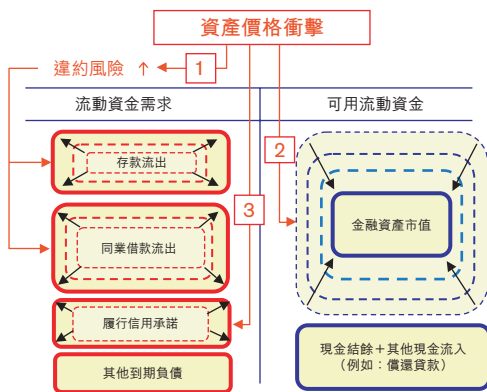 資產價格衝擊
違約風險 ↑
1
流動資金需求
可用流動資金
存款流出
2
3
金融資產市值
同業借款流出
履行信用承諾
其他到期負債
現金結餘＋其他現金流入
（例如：償還貸款）